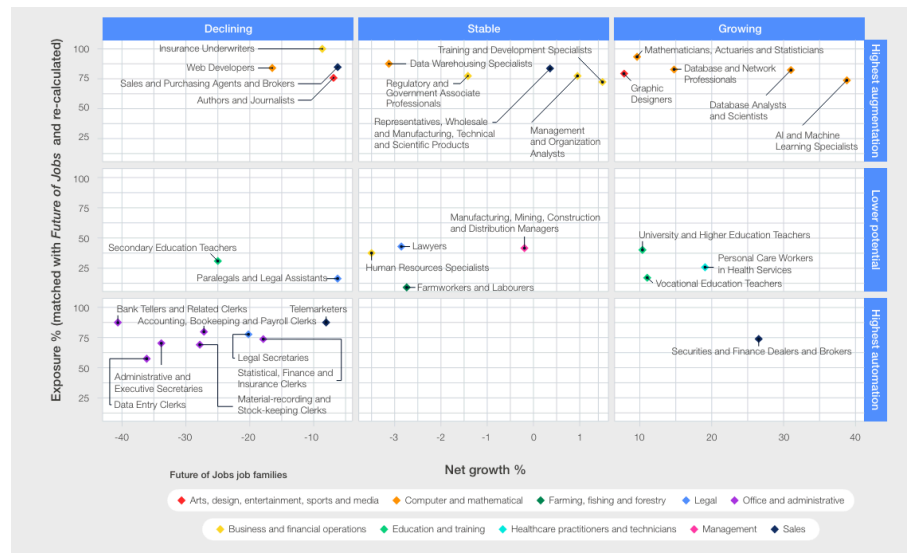 Declining
Stable
Growing
Exposure % (matched with Future of Jobs and re-calculated)
100
75
50
25
Insurance Underwriters
Web Developers
Sales and Purchasing Agents and Brokers
Authors and Journalists
Training and Development Specialists
Data Warehousing Specialists
Regulatory and
Government Associate
Professionals
Representatives, Wholesale
and Manufacturing, Technical
and Scientific Products
Management
and Organization
Analysts
Mathematicians, Actuaries and Statisticians
Database and Network
Professionals
Graphic
Designers
Database Analysts
and Scientists
AI and Machine
Learning Specialists
Highest augmentation
100
75
50
25
Secondary Education Teachers
Paralegals and Legal Assistants
Manufacturing, Mining, Construction
and Distribution Managers
Lawyers
Human Resources Specialists
Farmworkers and Labourers
University and Higher Education Teachers
Personal Care Workers
in Health Services
Vocational Education Teachers
Lower potential
100
75
50
25
Bank Tellers and Related Clerks
Telemarketers
Accounting, Bookeeping and Payroll Clerks
Legal Secretaries
Administrative and
Executive Secretaries
Statistical, Finance and
Insurance Clerks
Data Entry Clerks
Material-recording and
Stock-keeping Clerks
Securities and Finance Dealers and Brokers
Highest automation
-40 -30 -20 -10
-3 -2 -1 0 1
10 20 30 40
Net growth %
Future of Jobs job families
Arts, design, entertainment, sports and media Computer and mathematical Farming, fishing and forestry Legal Office and administrative
Business and financial operations Education and training Healthcare practitioners and technicians Management Sales